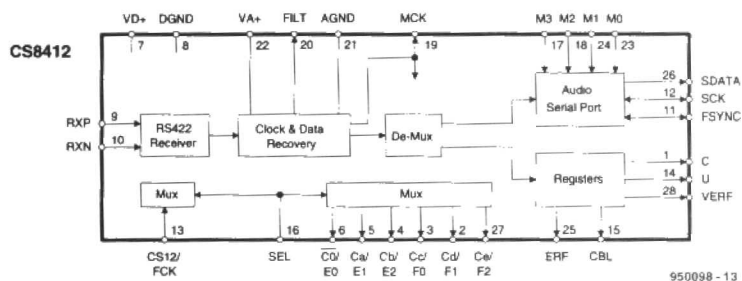 VD+ DGND VA+ FILT AGND MCK M3 M2 M1 M0
7 8 22 20 21 19 17 18 24 23
CS8412
RXP 9
RXN 10
RS422
Receiver
Clock & Data
Recovery
De-Mux
Audio
Serial Port
26 SDATA
12 SCK
11 FSYNC
Registers
1 C
14 U
28 VERF
Mux
Mux
13 16 6 5 4 3 2 27 25 15
CS12/
FCK
SEL
C0/
E0
Ca/
E1
Cb/
E2
Cc/
F0
Cd/
F1
Ce/
F2
ERF
CBL
950098 - 13